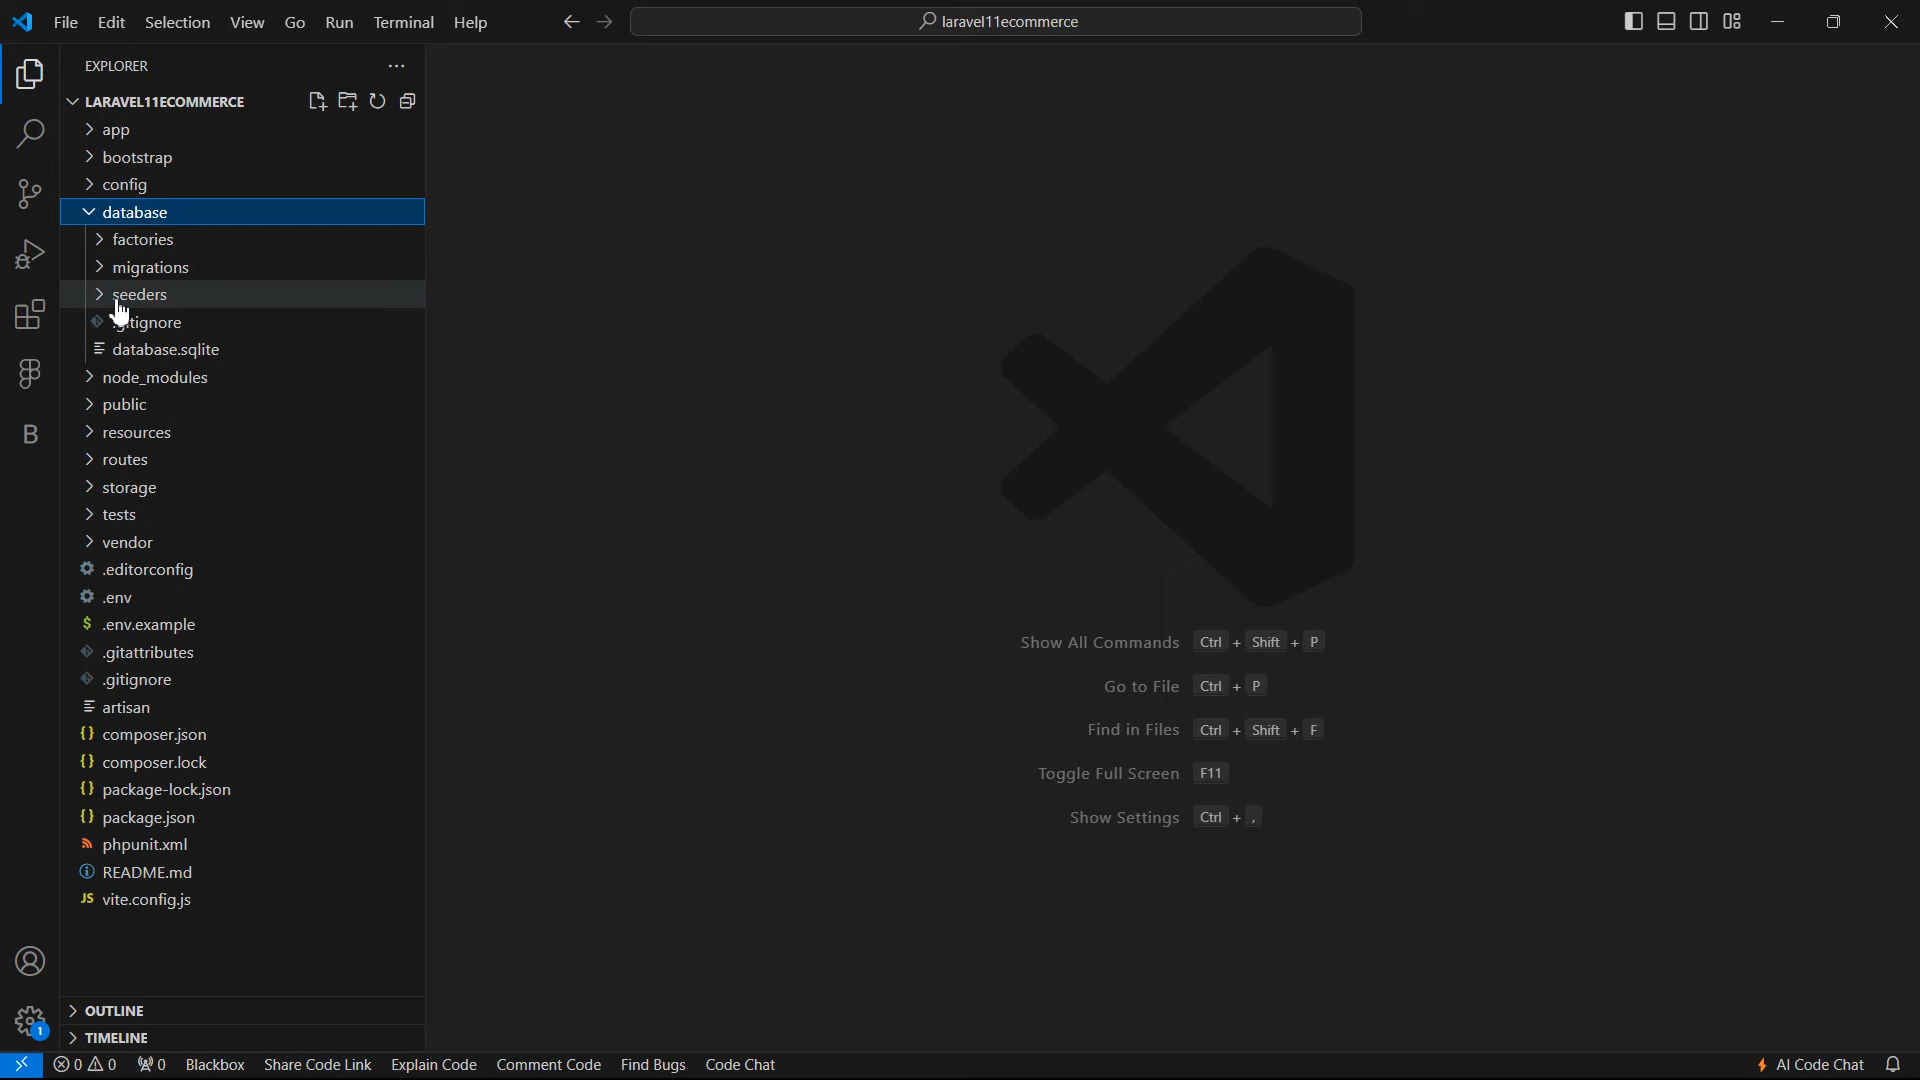 File Edit Selection View Go Run Terminal Help
laravel11ecommerce
EXPLORER
LARAVEL11ECOMMERCE
app
bootstrap
config
database
factories
migrations
seeders
.gitignore
database.sqlite
node_modules
public
resources
routes
storage
tests
vendor
.editorconfig
.env
$ .env.example
.gitattributes
.gitignore
artisan
{} composer.json
{} composer.lock
{} package-lock.json
{} package.json
phpunit.xml
README.md
JS vite.config.js
B
Show All Commands Ctrl + Shift + P
Go to File Ctrl + P
Find in Files Ctrl + Shift + F
Toggle Full Screen F11
Show Settings Ctrl + ,
OUTLINE
1
TIMELINE
0 0 0 Blackbox Share Code Link Explain Code Comment Code Find Bugs Code Chat AI Code Chat